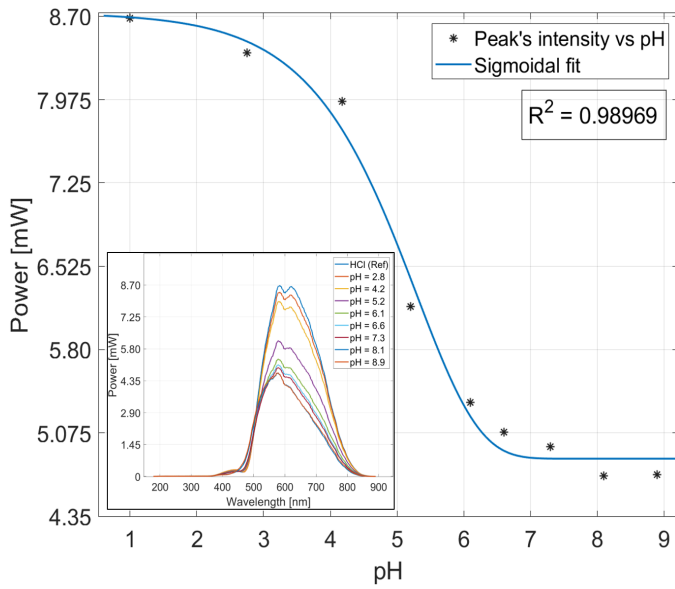 8.70
7.975
7.25
6.525
5.80
5.075
4.35
Power [mW]
1 2 3 4 5 6 7 8 9
pH
Peak's intensity vs pH
Sigmoidal fit
R² = 0.98969
8.70
7.25
5.80
4.35
2.90
1.45
0
Power [mW]
200 300 400 500 600 700 800 900
Wavelength [nm]
HCl (Ref)
pH = 2.8
pH = 4.2
pH = 5.2
pH = 6.1
pH = 6.6
pH = 7.3
pH = 8.1
pH = 8.9